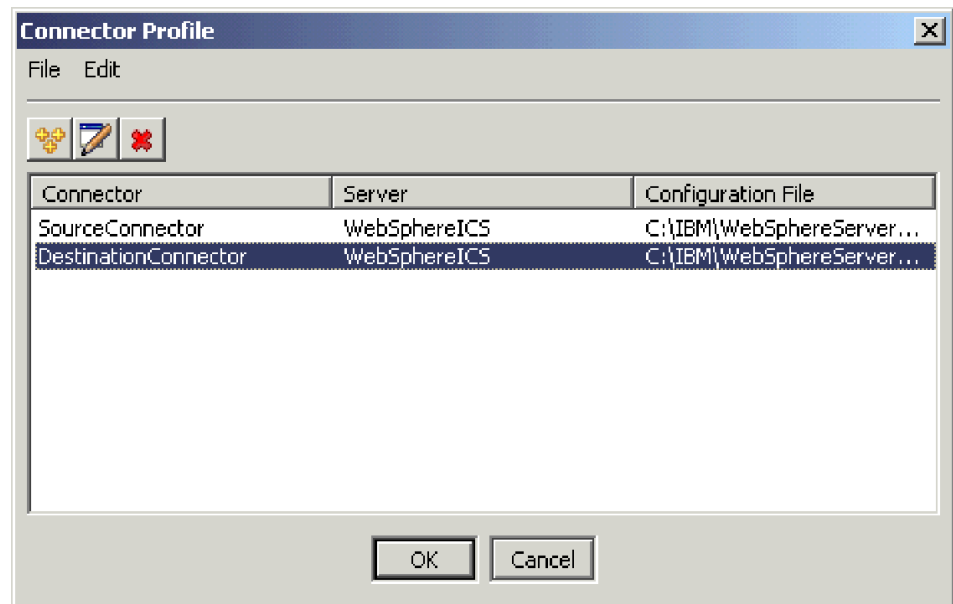 Connector Profile
File Edit
Connector Server Configuration File
SourceConnector WebSphereICS C:\IBM\WebSphereServer...
DestinationConnector WebSphereICS C:\IBM\WebSphereServer...
OK Cancel